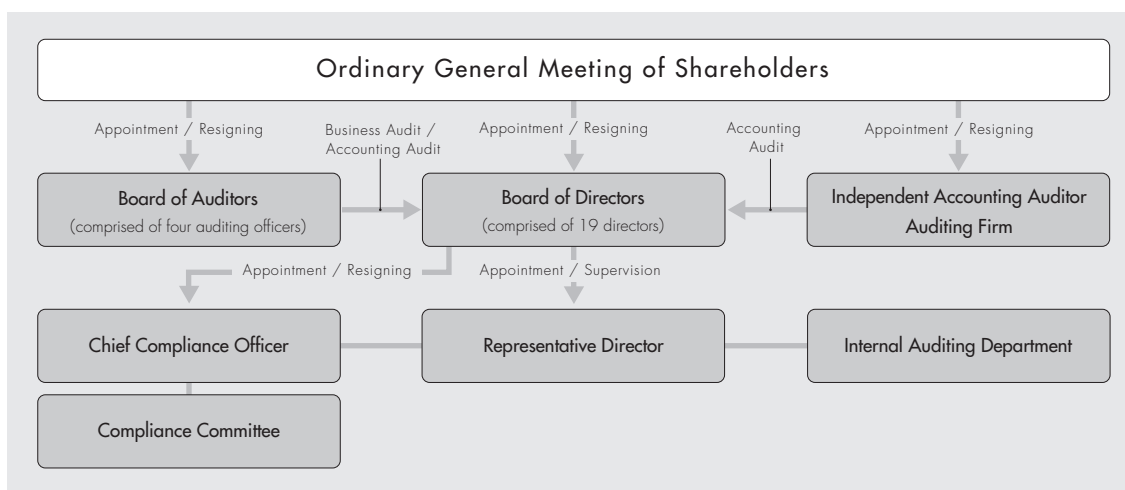 Ordinary General Meeting of Shareholders
Appointment / Resigning
Business Audit /
Accounting Audit
Appointment / Resigning
Accounting
Audit
Appointment / Resigning
Board of Auditors
(comprised of four auditing officers)
Board of Directors
(comprised of 19 directors)
Independent Accounting Auditor
Auditing Firm
Appointment / Resigning
Appointment / Supervision
Chief Compliance Officer
Representative Director
Internal Auditing Department
Compliance Committee